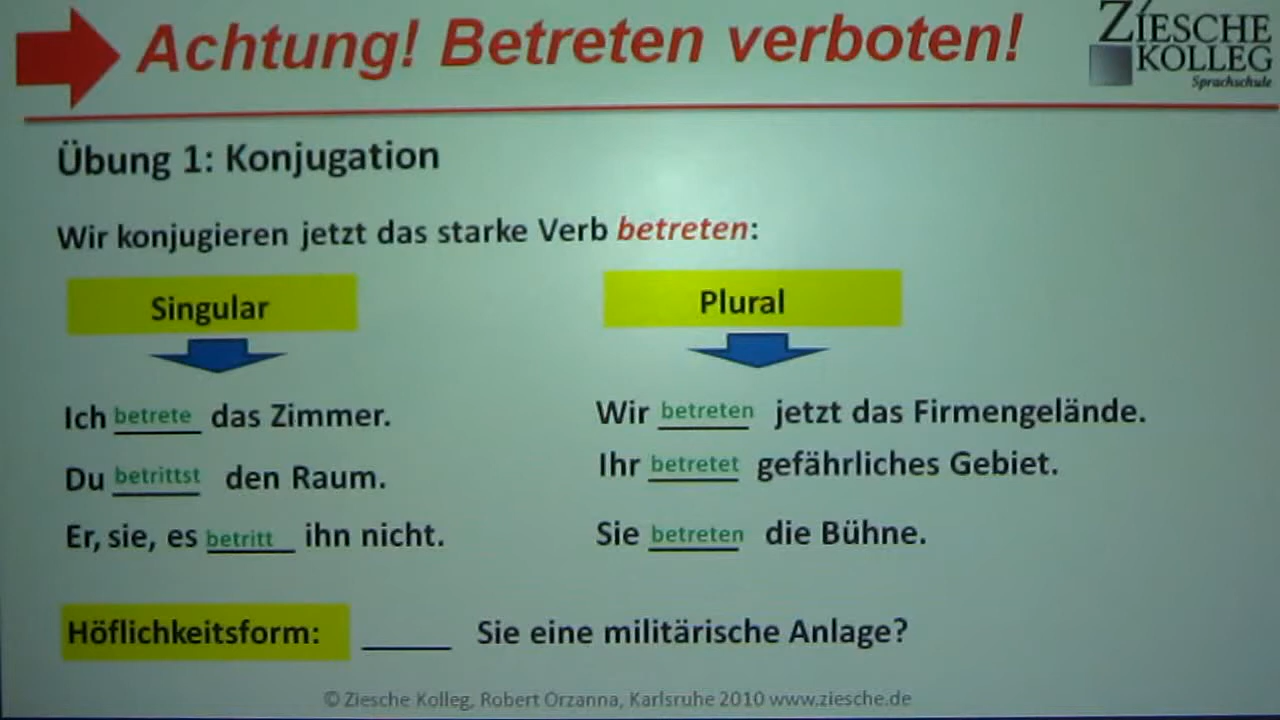 Achtung! Betreten verboten!
ZIESCHE
KOLLEG
Sprachschule
Übung 1: Konjugation
Wir konjugieren jetzt das starke Verb betreten:
Singular
Plural
Ich betrete das Zimmer.
Wir betreten jetzt das Firmengelände.
Du betrittst den Raum.
Ihr betretet gefährliches Gebiet.
Er, sie, es betritt ihn nicht.
Sie betreten die Bühne.
Höflichkeitsform: _____ Sie eine militärische Anlage?
© Ziesche Kolleg, Robert Orzanna, Karlsruhe 2010 www.ziesche.de